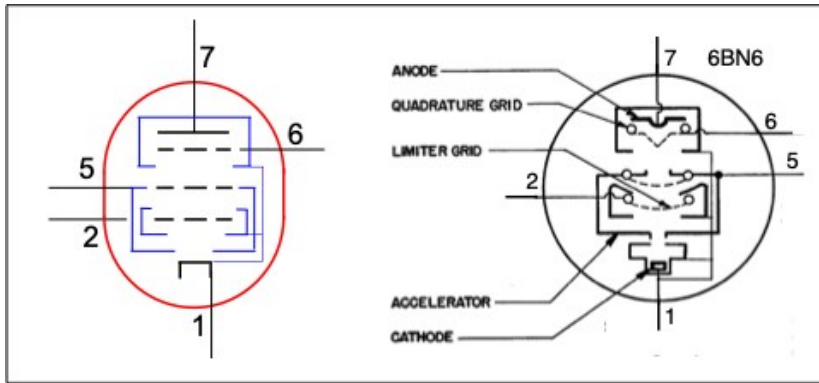 7
6
5
2
1
7 6BN6
ANODE
QUADRATURE GRID
6
LIMITER GRID
5
2
ACCELERATOR
1
CATHODE